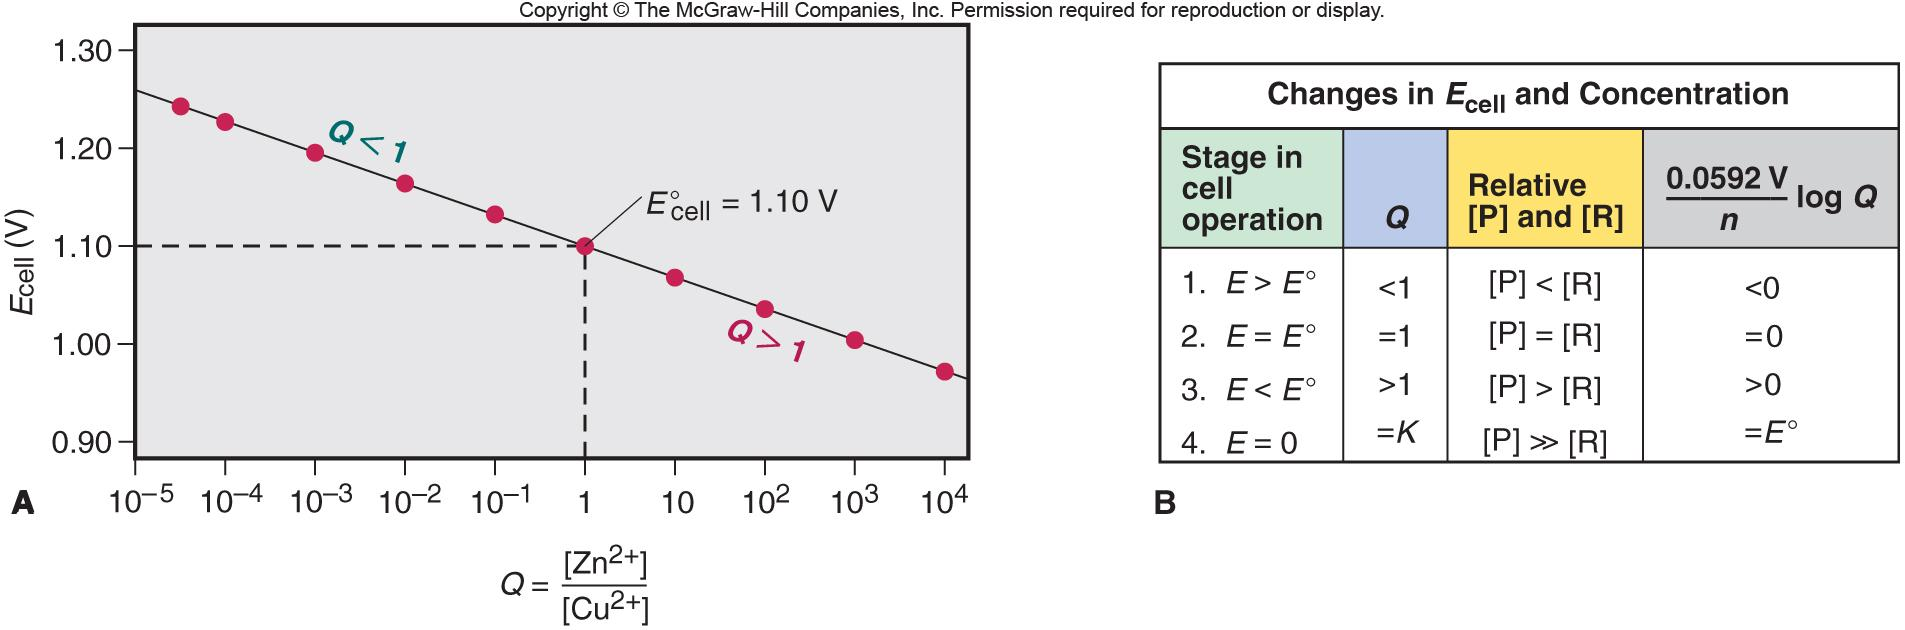 Copyright © The McGraw-Hill Companies, Inc. Permission required for reproduction or display.
1.30
1.20
1.10
1.00
0.90
Ecell (V)
Q < 1
E°cell = 1.10 V
Q > 1
10⁻⁵ 10⁻⁴ 10⁻³ 10⁻² 10⁻¹ 1 10 10² 10³ 10⁴
A
Q = [Zn²⁺]
[Cu²⁺]
Changes in Ecell and Concentration
Stage in
cell
operation
Q
Relative
[P] and [R]
0.0592 V
n
log Q
1. E > E° <1 [P] < [R] <0
2. E = E° =1 [P] = [R] =0
3. E < E° >1 [P] > [R] >0
4. E = 0 =K [P] ≫ [R] =E°
B